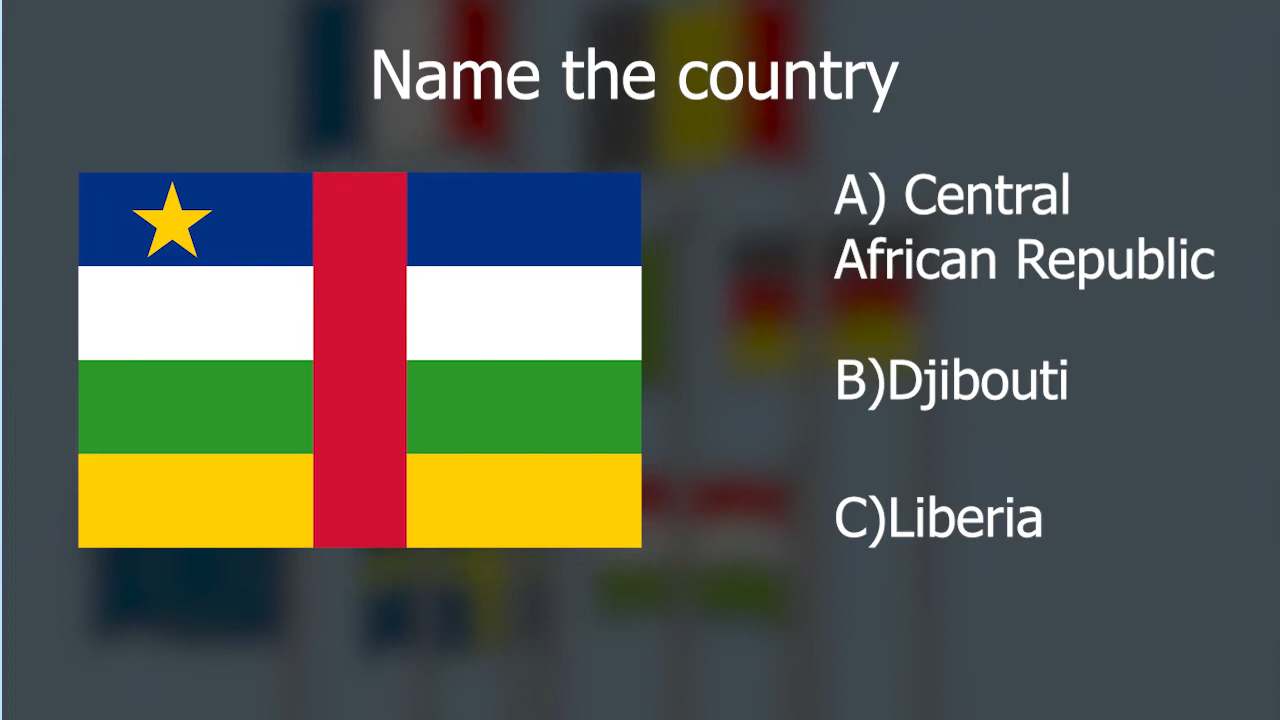 Name the country
A) Central
African Republic
B)Djibouti
C)Liberia